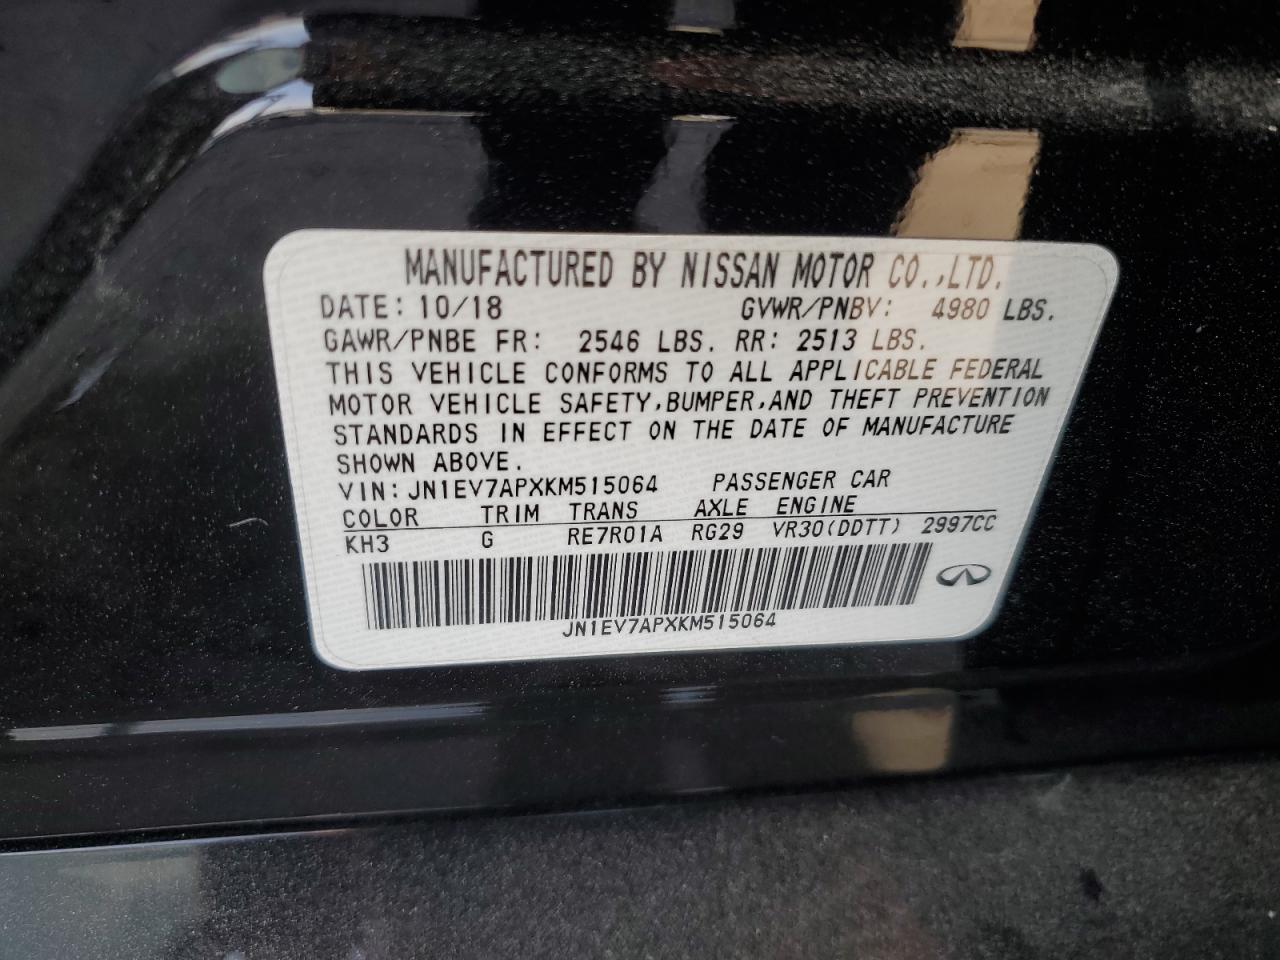 MANUFACTURED BY NISSAN MOTOR CO.,LTD.
DATE: 10/18 GVWR/PNBV: 4980 LBS.
GAWR/PNBE FR: 2546 LBS. RR: 2513 LBS.
THIS VEHICLE CONFORMS TO ALL APPLICABLE FEDERAL
MOTOR VEHICLE SAFETY,BUMPER,AND THEFT PREVENTION
STANDARDS IN EFFECT ON THE DATE OF MANUFACTURE
SHOWN ABOVE.
VIN: JN1EV7APXKM515064 PASSENGER CAR
COLOR TRIM TRANS AXLE ENGINE
KH3 G RE7R01A RG29 VR30(DDTT) 2997CC
JN1EV7APXKM515064